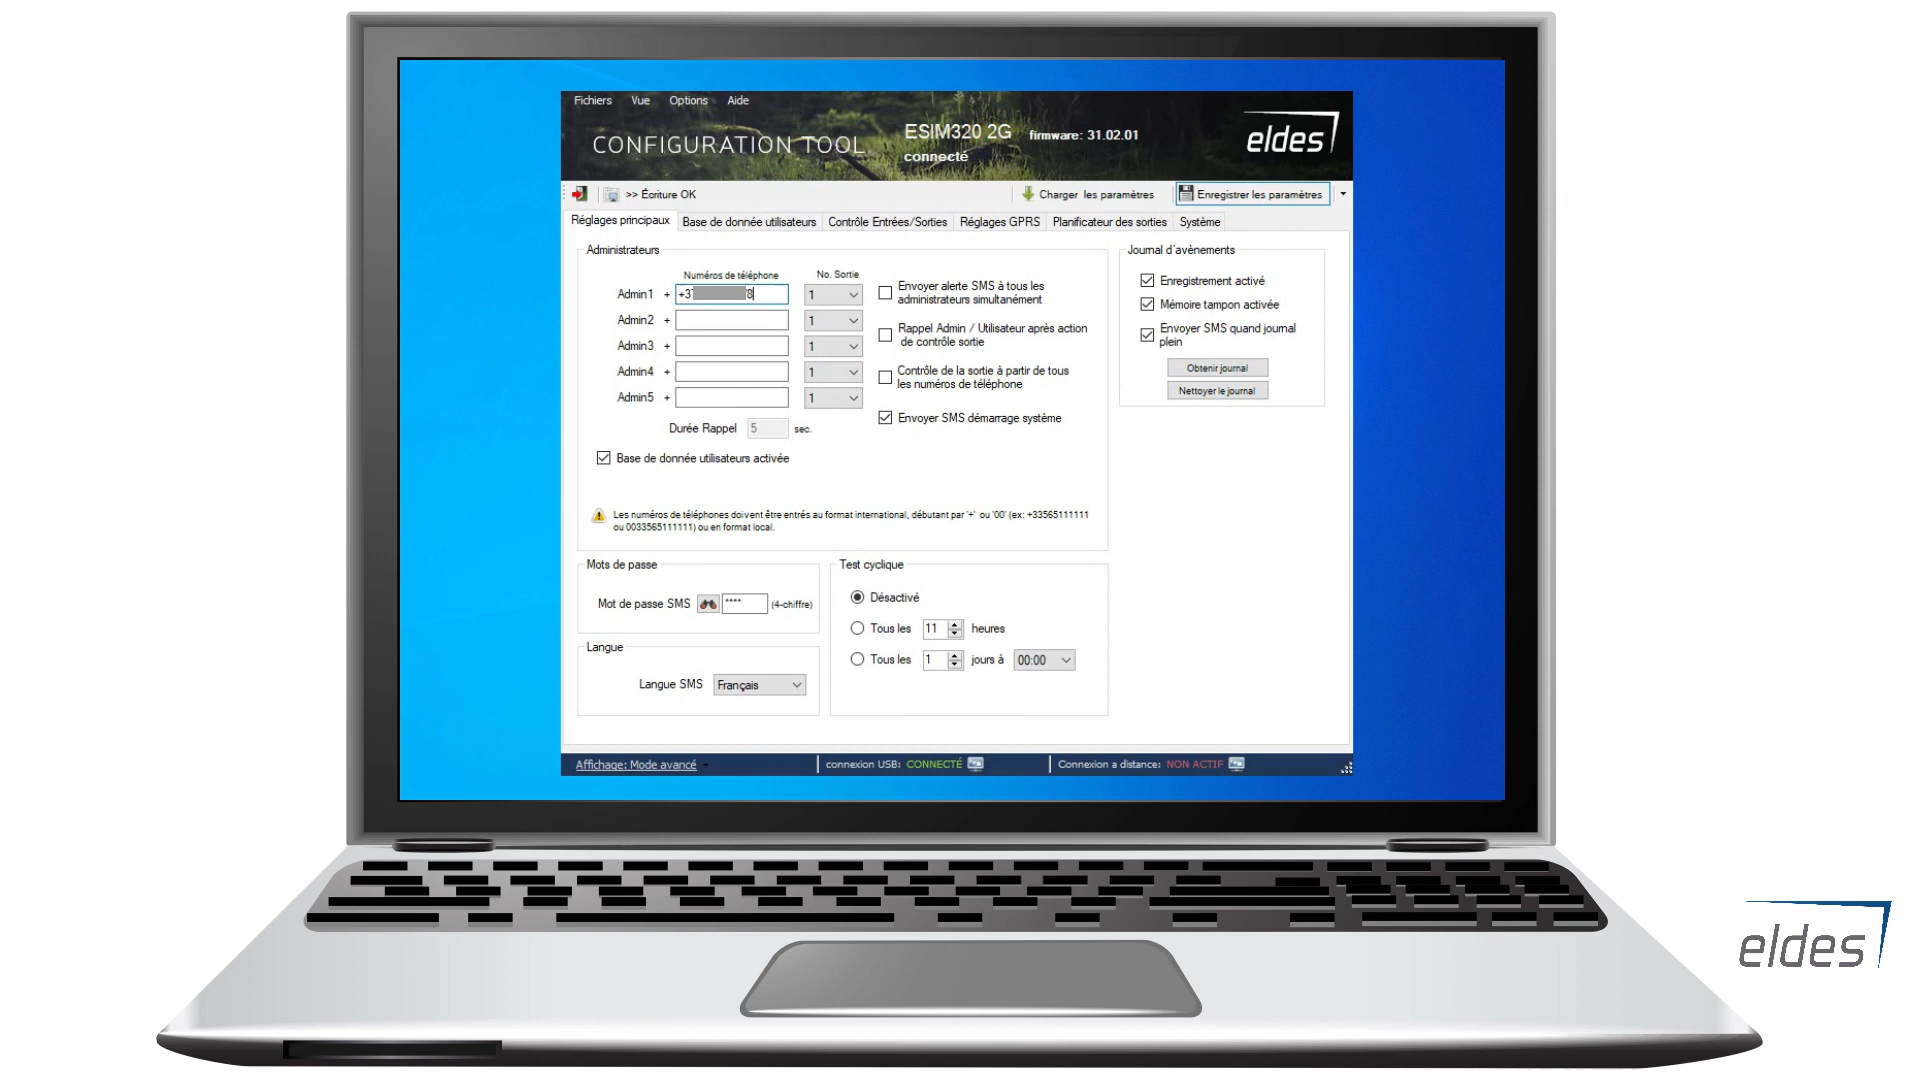 Fichiers Vue Options Aide
CONFIGURATION TOOL
ESIM320 2G firmware: 31.02.01
connecté
eldes
>> Écriture OK Charger les paramètres Enregistrer les paramètres
Réglages principaux Base de donnée utilisateurs Contrôle Entrées/Sorties Réglages GPRS Planificateur des sorties Système
Administrateurs
Numéros de téléphone No. Sortie
Admin1 + +3 8 1
Admin2 + 1
Admin3 + 1
Admin4 + 1
Admin5 + 1
Durée Rappel 5 sec.
Base de donnée utilisateurs activée
Envoyer alerte SMS à tous les
administrateurs simultanément
Rappel Admin / Utilisateur après action
de contrôle sortie
Contrôle de la sortie à partir de tous
les numéros de téléphone
Envoyer SMS démarrage système
Les numéros de téléphones doivent être entrés au format international, débutant par '+' ou '00' (ex: +33565111111
ou 0033565111111) ou en format local.
Journal d'avènements
Enregistrement activé
Mémoire tampon activée
Envoyer SMS quand journal
plein
Obtenir journal
Nettoyer le journal
Mots de passe
Mot de passe SMS **** (4-chiffre)
Langue
Langue SMS Français
Test cyclique
Désactivé
Tous les 11 heures
Tous les 1 jours à 00:00
Affichage: Mode avancé connexion USB: CONNECTÉ Connexion a distance: NON ACTIF
eldes